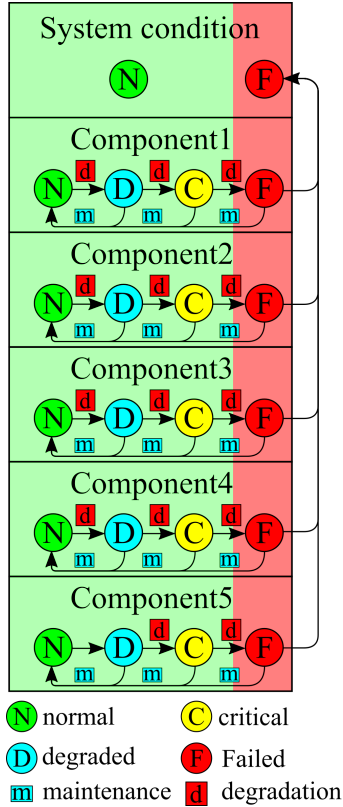 System condition
N F
Component1
d d d
N D C F
m m m
Component2
d d d
N D C F
m m m
Component3
d d d
N D C F
m m m
Component4
d d d
N D C F
m m m
Component5
d d
N D C F
m m m
N normal C critical
D degraded F Failed
m maintenance d degradation